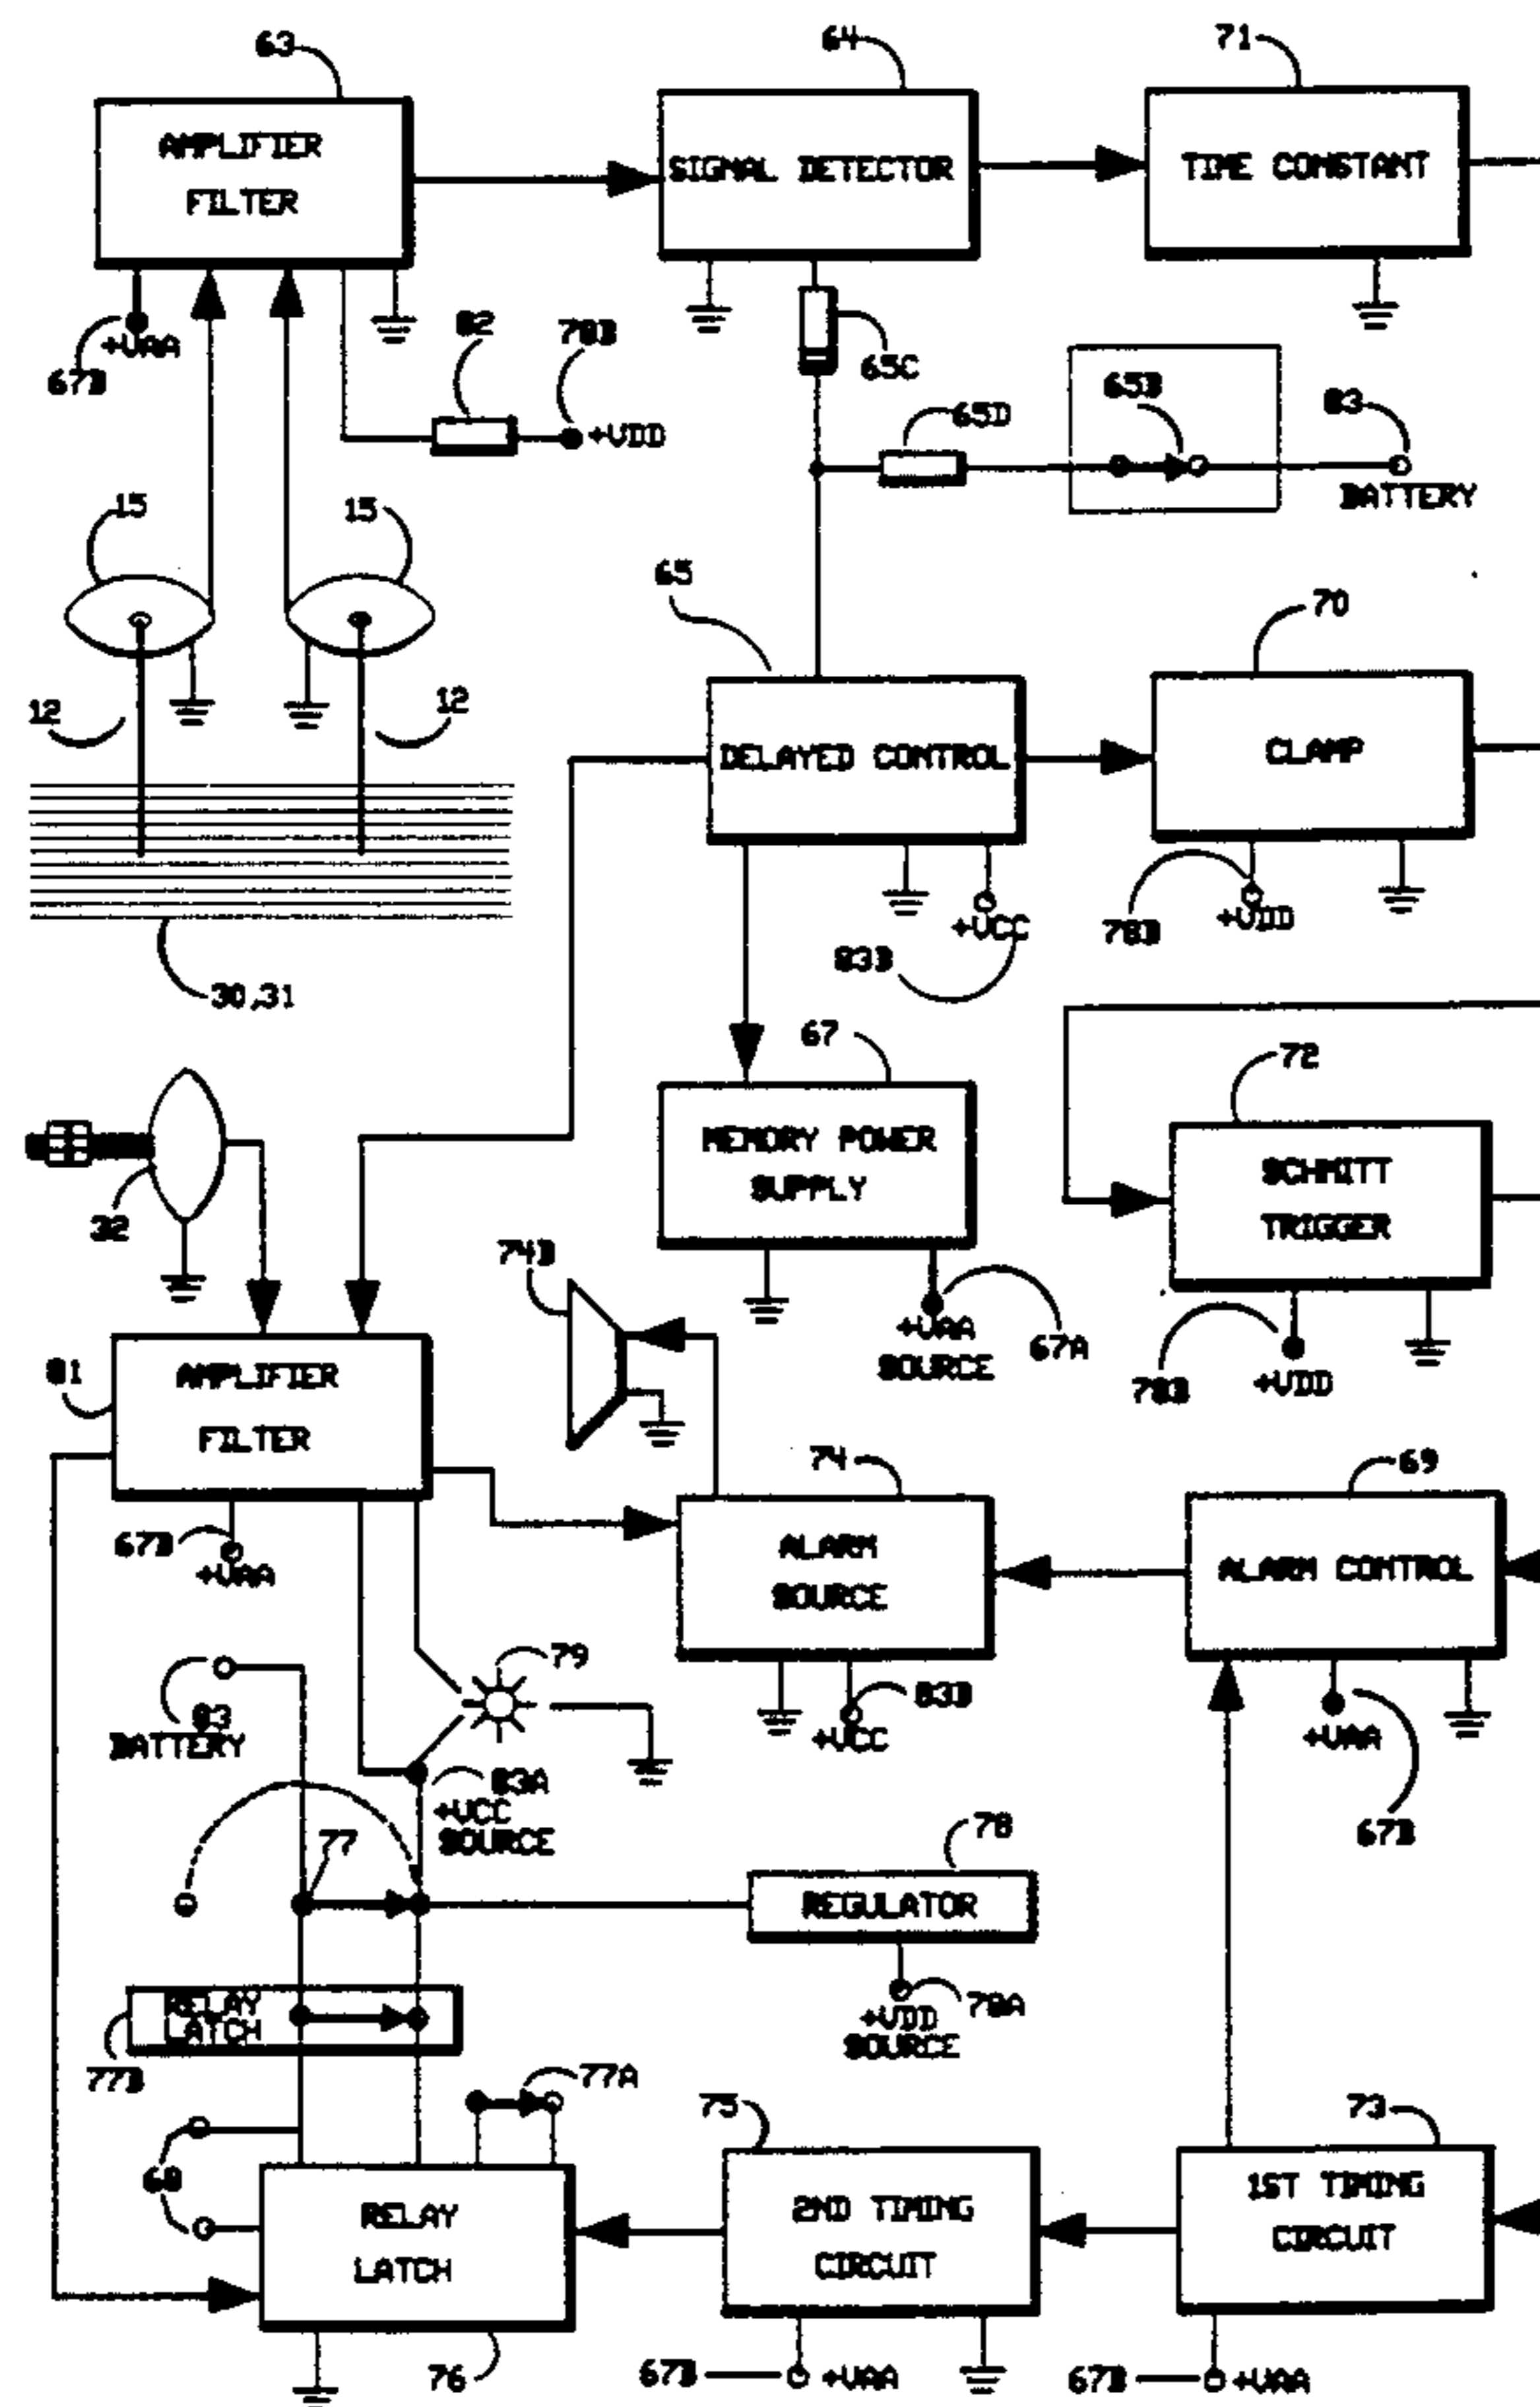 63
64
71
AMPLIFIER
FILTER
SIGNAL DETECTOR
TIME CONSTANT
+VAA
67B
82
78B
+VDD
65C
65D
65B
83
BATTERY
15
15
65
70
12
12
DELAYED CONTROL
CLAMP
+VCC
83B
78B
+VDD
30,31
67
72
32
MEMORY POWER
SUPPLY
SCHMITT
TRIGGER
74B
+VAA
SOURCE
67A
78B
+VDD
81
AMPLIFIER
FILTER
74
69
67B
+VAA
ALARM
SOURCE
ALARM CONTROL
79
83
BATTERY
83B
+VCC
+VAA
67B
83A
+VCC
SOURCE
77
78
REGULATOR
RELAY
LATCH
77B
78A
+VDD
SOURCE
77A
75
73
68
RELAY
LATCH
2ND TIMING
CIRCUIT
1ST TIMING
CIRCUIT
76
67B
+VAA
67B
+VAA